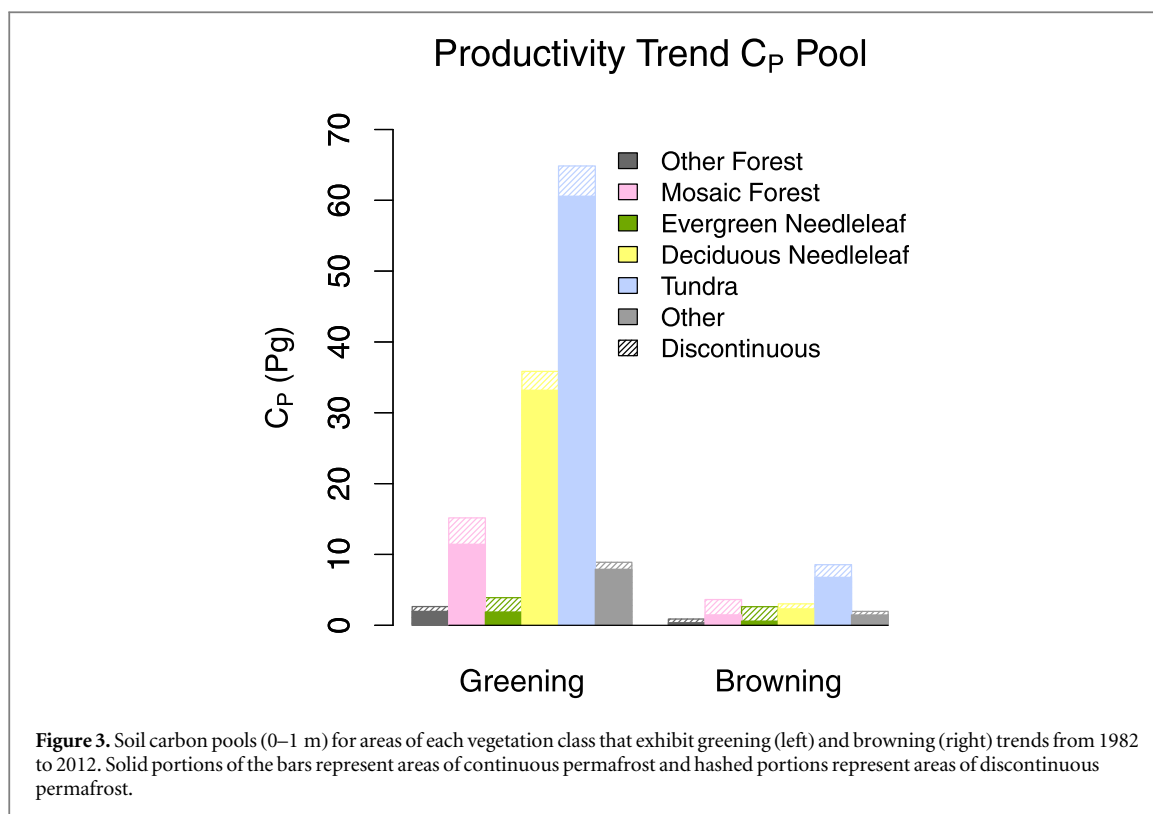 Productivity Trend CP Pool
70
60
50
40
30
20
10
0
CP (Pg)
Other Forest
Mosaic Forest
Evergreen Needleleaf
Deciduous Needleleaf
Tundra
Other
Discontinuous
Greening
Browning
Figure 3. Soil carbon pools (0–1 m) for areas of each vegetation class that exhibit greening (left) and browning (right) trends from 1982
to 2012. Solid portions of the bars represent areas of continuous permafrost and hashed portions represent areas of discontinuous
permafrost.